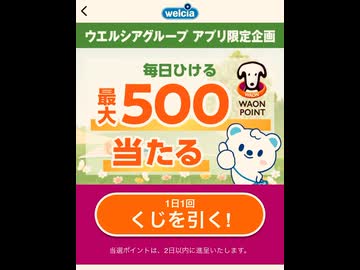 welcia
ウエルシアグループ アプリ限定企画
毎日ひける
最大500
WAON
POINT
当たる
1日1回
くじを引く!
当選ポイントは、2日以内に進呈いたします。